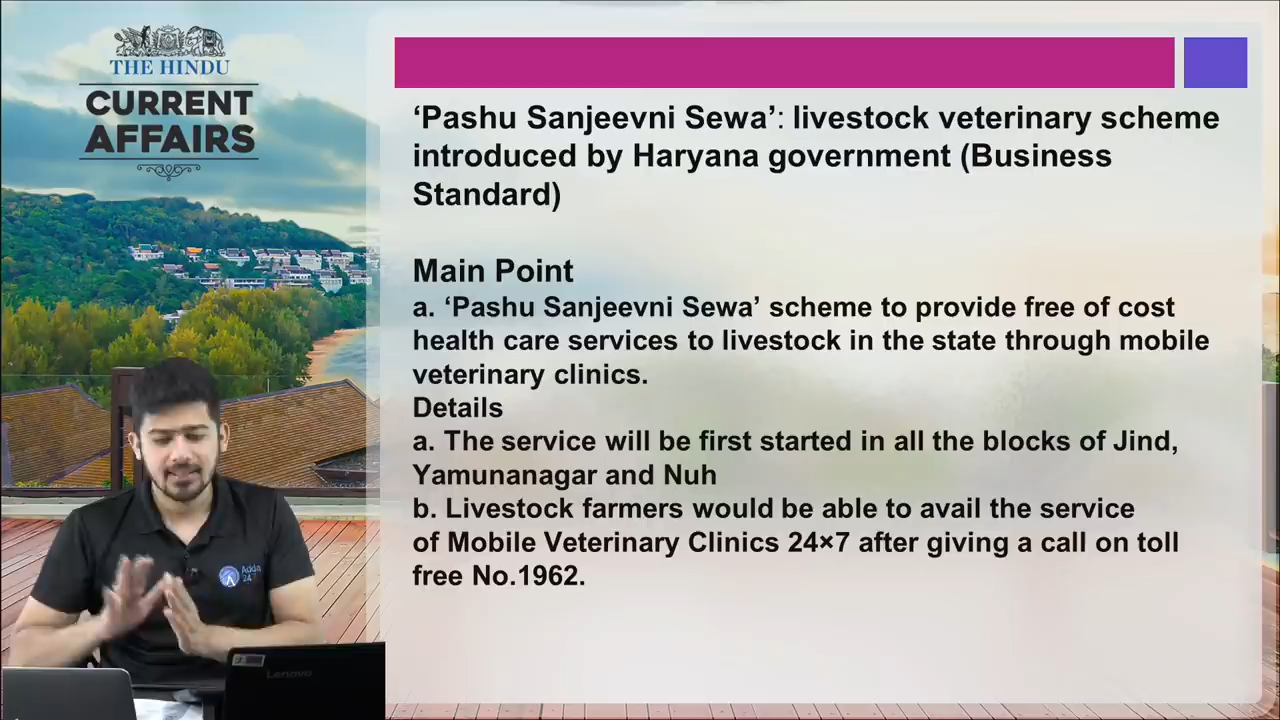 THE HINDU
CURRENT
AFFAIRS
‘Pashu Sanjeevni Sewa’: livestock veterinary scheme
introduced by Haryana government (Business
Standard)
Main Point
a. ‘Pashu Sanjeevni Sewa’ scheme to provide free of cost
health care services to livestock in the state through mobile
veterinary clinics.
Details
a. The service will be first started in all the blocks of Jind,
Yamunanagar and Nuh
b. Livestock farmers would be able to avail the service
of Mobile Veterinary Clinics 24×7 after giving a call on toll
free No.1962.
Adda
247
Lenovo